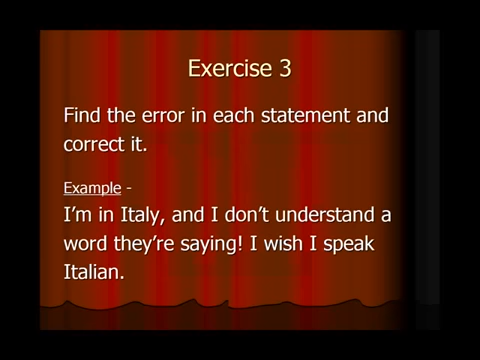 Exercise 3
Find the error in each statement and
correct it.
Example -
I’m in Italy, and I don’t understand a
word they’re saying! I wish I speak
Italian.